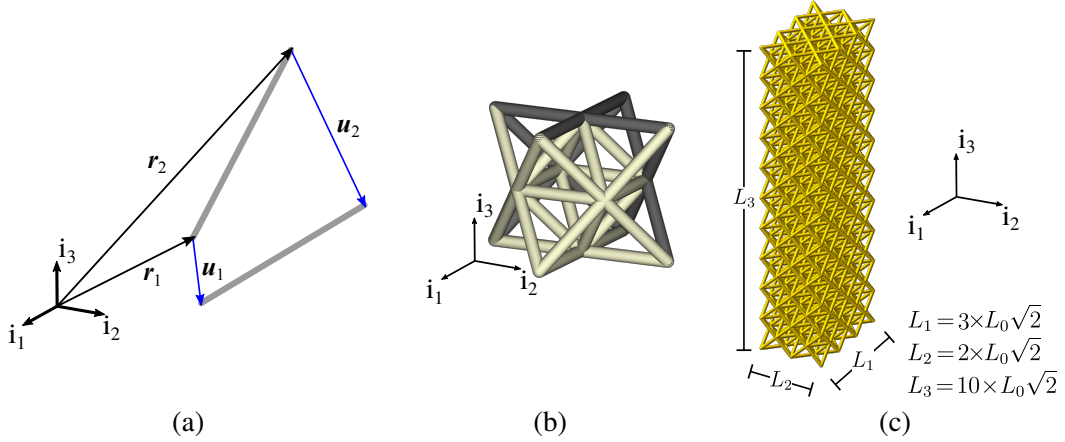 r₂
u₂
i₃
r₁
u₁
i₁
i₂
(a)
i₃
i₁
i₂
(b)
L₃
i₃
i₁
i₂
L₂
L₁
L₁ = 3×L₀√2
L₂ = 2×L₀√2
L₃ = 10×L₀√2
(c)